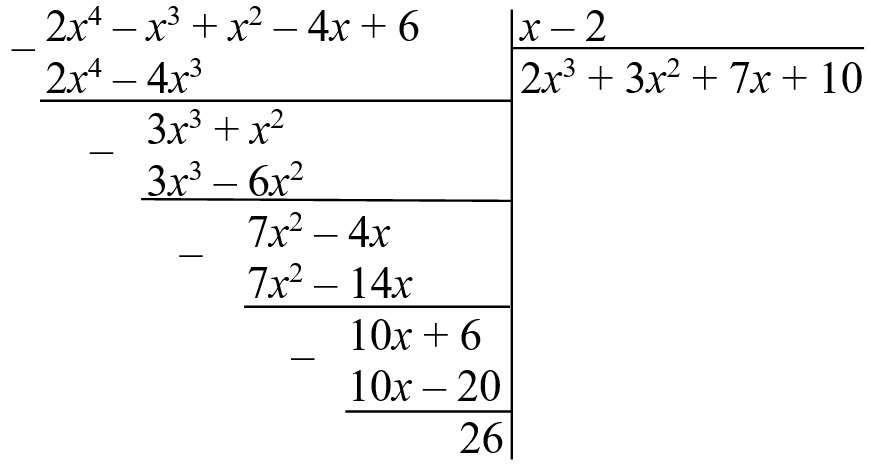 2x⁴ – x³ + x² – 4x + 6 | x – 2
–
2x⁴ – 4x³ | 2x³ + 3x² + 7x + 10
3x³ + x²
–
3x³ – 6x²
7x² – 4x
–
7x² – 14x
10x + 6
–
10x – 20
26